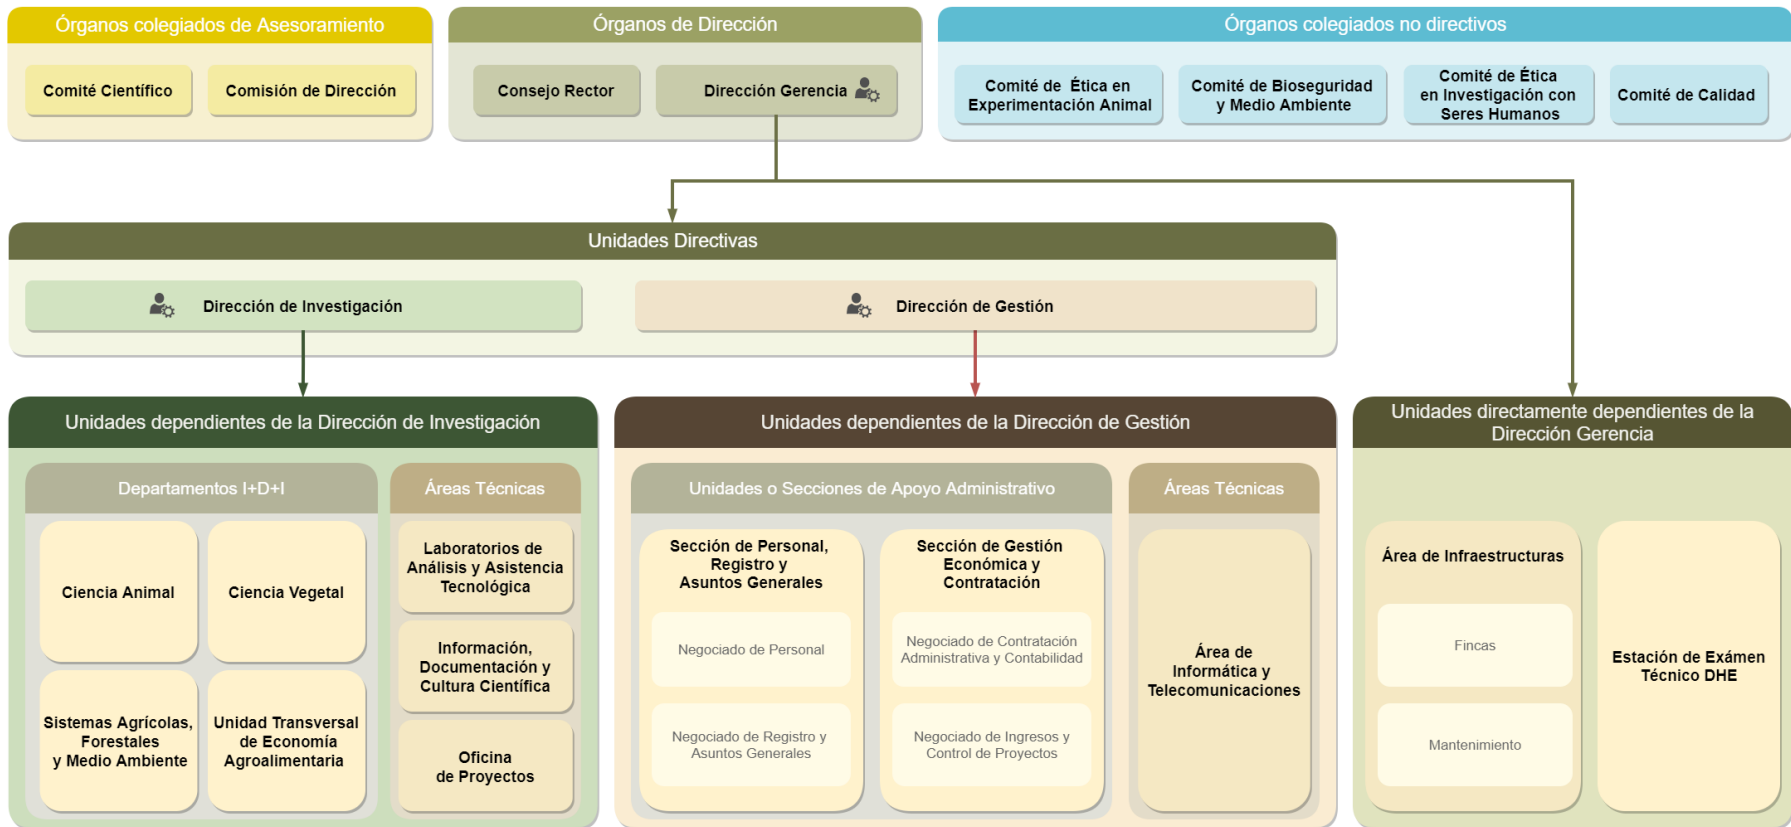 Órganos colegiados de Asesoramiento
Comité Científico
Comisión de Dirección
Órganos de Dirección
Consejo Rector
Dirección Gerencia
Órganos colegiados no directivos
Comité de Ética en
Experimentación Animal
Comité de Bioseguridad
y Medio Ambiente
Comité de Ética
en Investigación con
Seres Humanos
Comité de Calidad
Unidades Directivas
Dirección de Investigación
Dirección de Gestión
Unidades dependientes de la Dirección de Investigación
Departamentos I+D+I
Ciencia Animal
Ciencia Vegetal
Sistemas Agrícolas,
Forestales
y Medio Ambiente
Unidad Transversal
de Economía
Agroalimentaria
Áreas Técnicas
Laboratorios de
Análisis y Asistencia
Tecnológica
Información,
Documentación y
Cultura Científica
Oficina
de Proyectos
Unidades dependientes de la Dirección de Gestión
Unidades o Secciones de Apoyo Administrativo
Sección de Personal,
Registro y
Asuntos Generales
Negociado de Personal
Negociado de Registro y
Asuntos Generales
Sección de Gestión
Económica y
Contratación
Negociado de Contratación
Administrativa y Contabilidad
Negociado de Ingresos y
Control de Proyectos
Áreas Técnicas
Área de
Informática y
Telecomunicaciones
Unidades directamente dependientes de la
Dirección Gerencia
Área de Infraestructuras
Fincas
Mantenimiento
Estación de Exámen
Técnico DHE